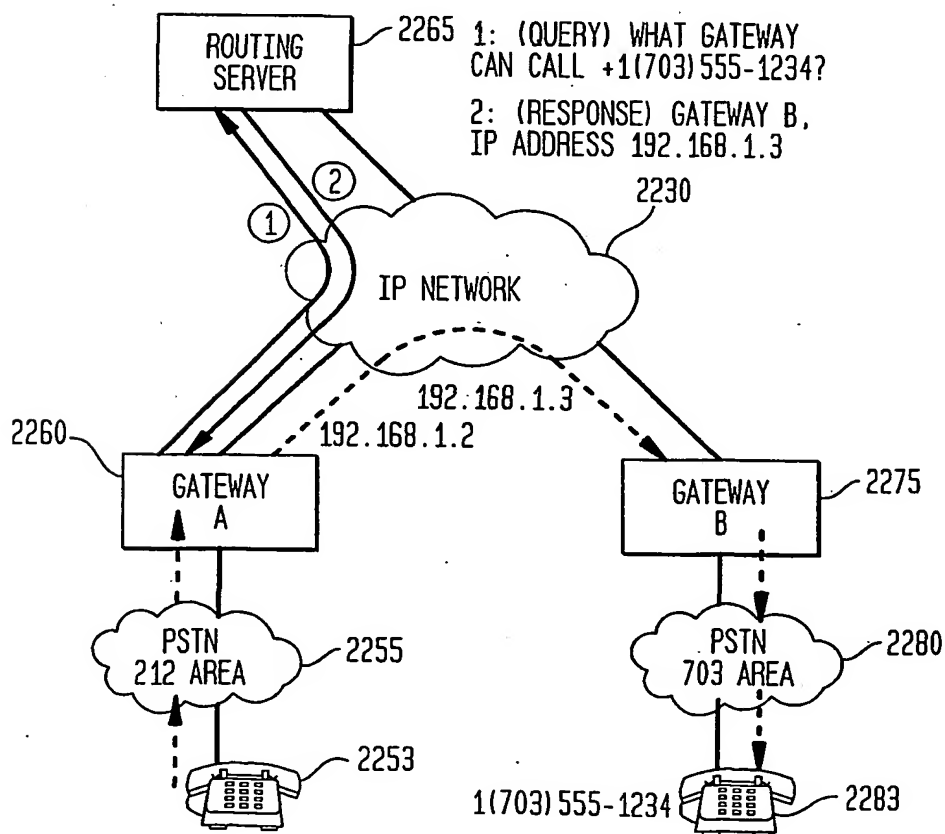 ROUTING
SERVER
2265
1: (QUERY) WHAT GATEWAY
CAN CALL +1(703)555-1234?
2: (RESPONSE) GATEWAY B,
IP ADDRESS 192.168.1.3
2230
2
1
IP NETWORK
192.168.1.3
192.168.1.2
2260
GATEWAY
A
GATEWAY
B
2275
PSTN
212 AREA
2255
PSTN
703 AREA
2280
2253
1(703)555-1234
2283